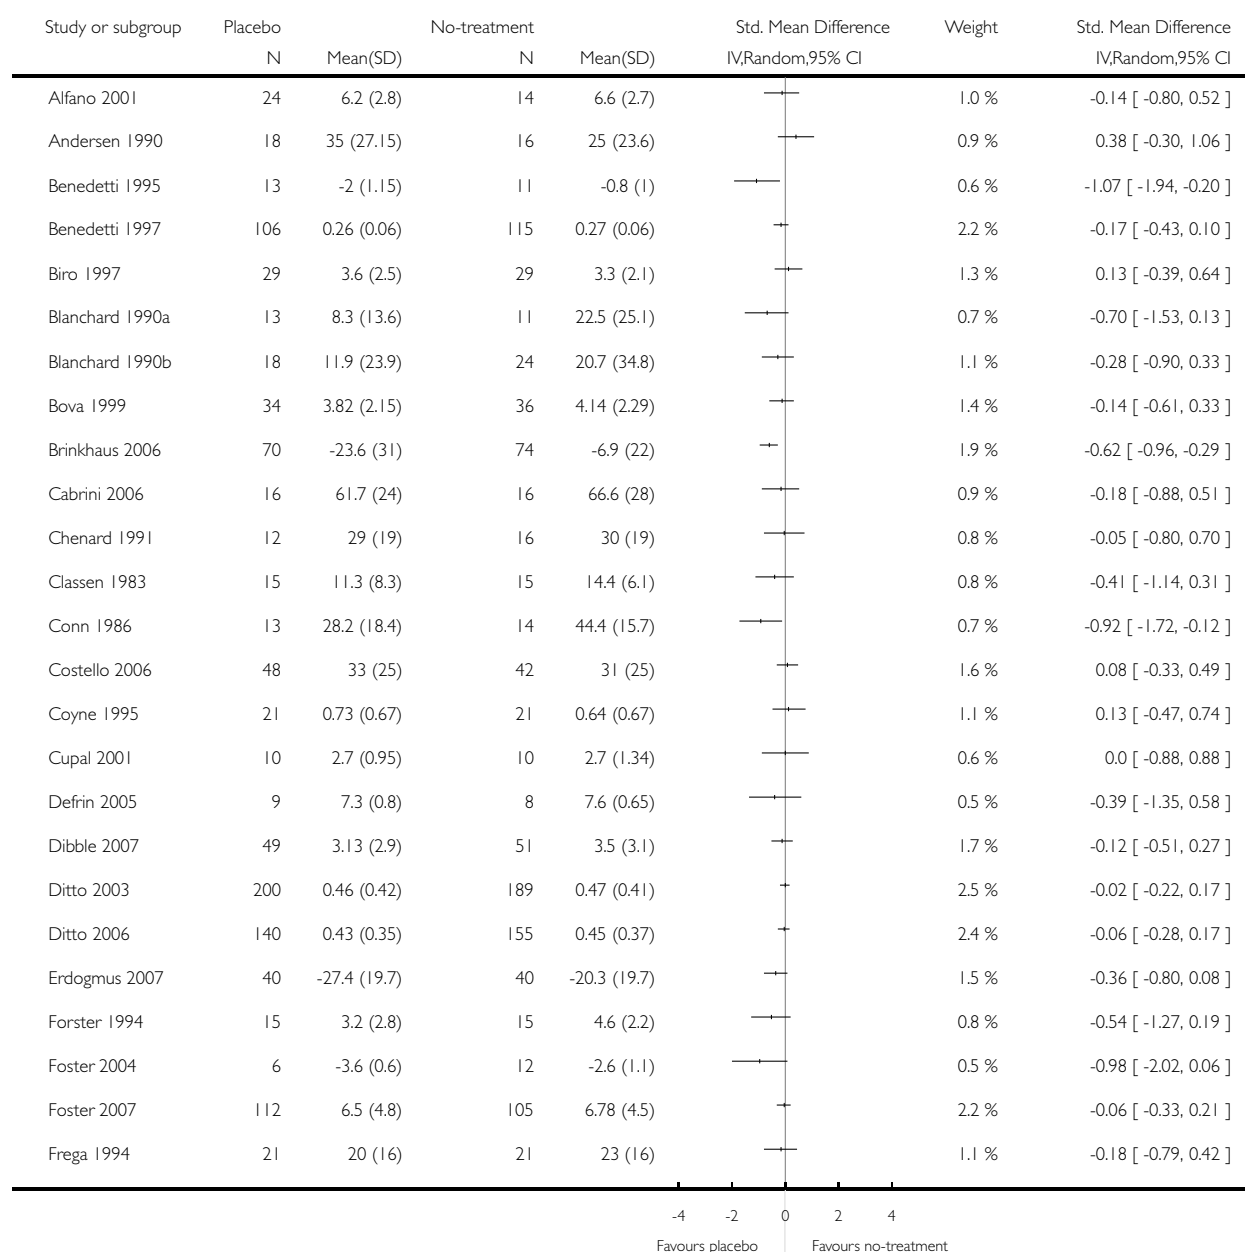 Study or subgroup Placebo No-treatment Std. Mean Difference Weight Std. Mean Difference
N Mean(SD) N Mean(SD) IV,Random,95% CI IV,Random,95% CI
Alfano 2001 24 6.2 (2.8) 14 6.6 (2.7) 1.0 % -0.14 [ -0.80, 0.52 ]
Andersen 1990 18 35 (27.15) 16 25 (23.6) 0.9 % 0.38 [ -0.30, 1.06 ]
Benedetti 1995 13 -2 (1.15) 11 -0.8 (1) 0.6 % -1.07 [ -1.94, -0.20 ]
Benedetti 1997 106 0.26 (0.06) 115 0.27 (0.06) 2.2 % -0.17 [ -0.43, 0.10 ]
Biro 1997 29 3.6 (2.5) 29 3.3 (2.1) 1.3 % 0.13 [ -0.39, 0.64 ]
Blanchard 1990a 13 8.3 (13.6) 11 22.5 (25.1) 0.7 % -0.70 [ -1.53, 0.13 ]
Blanchard 1990b 18 11.9 (23.9) 24 20.7 (34.8) 1.1 % -0.28 [ -0.90, 0.33 ]
Bova 1999 34 3.82 (2.15) 36 4.14 (2.29) 1.4 % -0.14 [ -0.61, 0.33 ]
Brinkhaus 2006 70 -23.6 (31) 74 -6.9 (22) 1.9 % -0.62 [ -0.96, -0.29 ]
Cabrini 2006 16 61.7 (24) 16 66.6 (28) 0.9 % -0.18 [ -0.88, 0.51 ]
Chenard 1991 12 29 (19) 16 30 (19) 0.8 % -0.05 [ -0.80, 0.70 ]
Classen 1983 15 11.3 (8.3) 15 14.4 (6.1) 0.8 % -0.41 [ -1.14, 0.31 ]
Conn 1986 13 28.2 (18.4) 14 44.4 (15.7) 0.7 % -0.92 [ -1.72, -0.12 ]
Costello 2006 48 33 (25) 42 31 (25) 1.6 % 0.08 [ -0.33, 0.49 ]
Coyne 1995 21 0.73 (0.67) 21 0.64 (0.67) 1.1 % 0.13 [ -0.47, 0.74 ]
Cupal 2001 10 2.7 (0.95) 10 2.7 (1.34) 0.6 % 0.0 [ -0.88, 0.88 ]
Defrin 2005 9 7.3 (0.8) 8 7.6 (0.65) 0.5 % -0.39 [ -1.35, 0.58 ]
Dibble 2007 49 3.13 (2.9) 51 3.5 (3.1) 1.7 % -0.12 [ -0.51, 0.27 ]
Ditto 2003 200 0.46 (0.42) 189 0.47 (0.41) 2.5 % -0.02 [ -0.22, 0.17 ]
Ditto 2006 140 0.43 (0.35) 155 0.45 (0.37) 2.4 % -0.06 [ -0.28, 0.17 ]
Erdogmus 2007 40 -27.4 (19.7) 40 -20.3 (19.7) 1.5 % -0.36 [ -0.80, 0.08 ]
Forster 1994 15 3.2 (2.8) 15 4.6 (2.2) 0.8 % -0.54 [ -1.27, 0.19 ]
Foster 2004 6 -3.6 (0.6) 12 -2.6 (1.1) 0.5 % -0.98 [ -2.02, 0.06 ]
Foster 2007 112 6.5 (4.8) 105 6.78 (4.5) 2.2 % -0.06 [ -0.33, 0.21 ]
Frega 1994 21 20 (16) 21 23 (16) 1.1 % -0.18 [ -0.79, 0.42 ]
-4 -2 0 2 4
Favours placebo Favours no-treatment